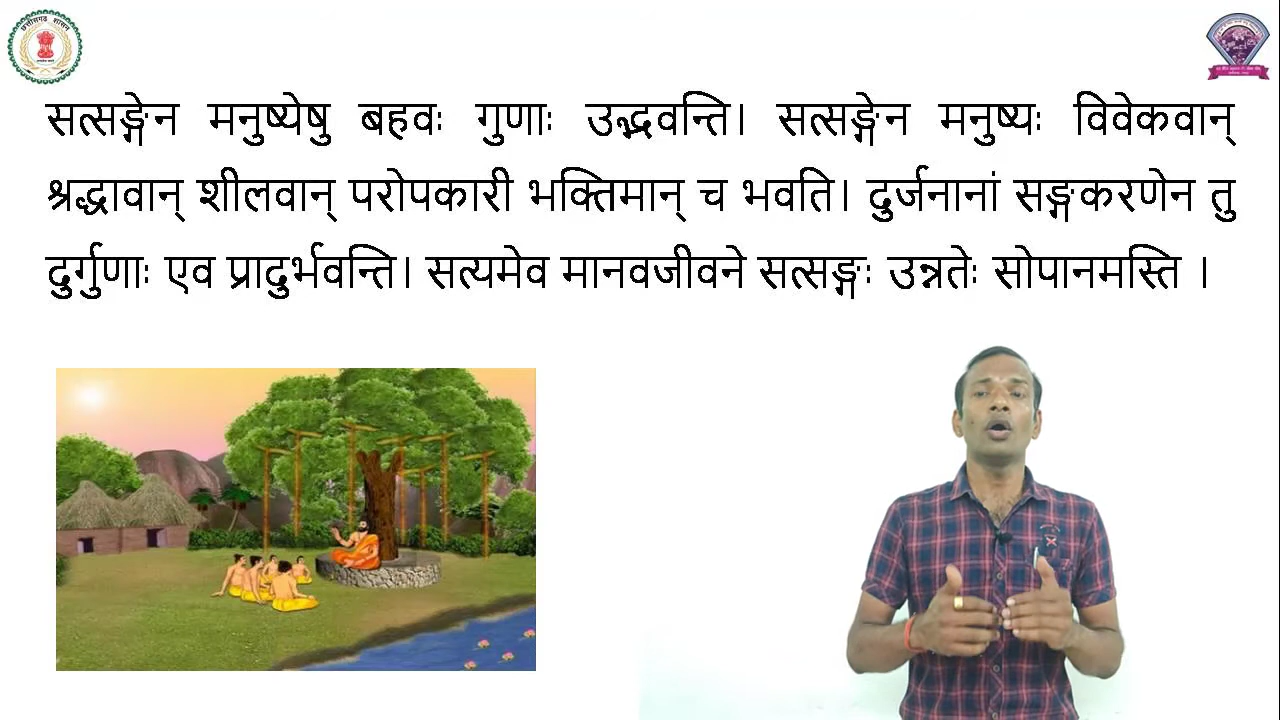 सत्सङ्गेन मनुष्येषु बहवः गुणाः उद्भवन्ति। सत्सङ्गेन मनुष्यः विवेकवान्
श्रद्धावान् शीलवान् परोपकारी भक्तिमान् च भवति। दुर्जनानां सङ्गकरणेन तु
दुर्गुणाः एव प्रादुर्भवन्ति। सत्यमेव मानवजीवने सत्सङ्गः उन्नतेः सोपानमस्ति ।